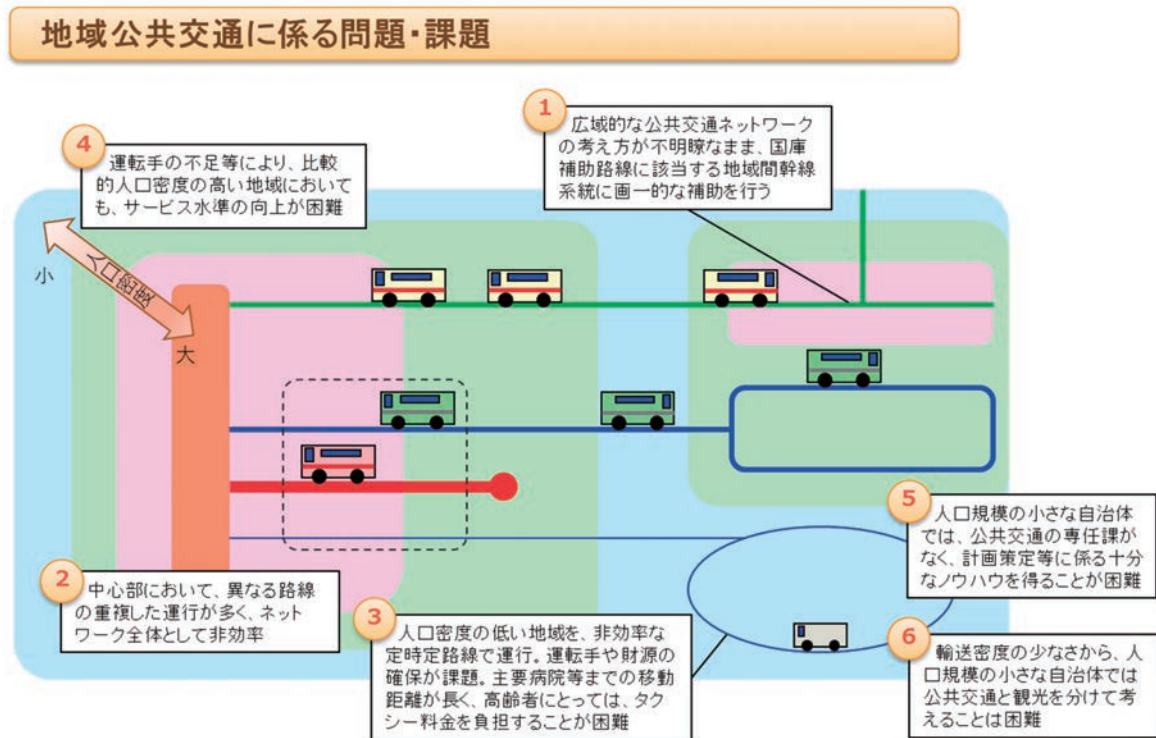 地域公共交通に係る問題・課題
1
広域的な公共交通ネットワーク
の考え方が不明瞭なまま、国庫
補助路線に該当する地域間幹線
系統に画一的な補助を行う
4
運転手の不足等により、比較
的人口密度の高い地域において
も、サービス水準の向上が困難
小
人口密度
大
2
中心部において、異なる路線
の重複した運行が多く、ネット
ワーク全体として非効率
3
人口密度の低い地域を、非効率な
定時定路線で運行。運転手や財源の
確保が課題。主要病院等までの移動
距離が長く、高齢者にとっては、タク
シー料金を負担することが困難
5
人口規模の小さな自治体
では、公共交通の専任課が
なく、計画策定等に係る十分
なノウハウを得ることが困難
6
輸送密度の少なさから、人
口規模の小さな自治体では
公共交通と観光を分けて考
えることは困難